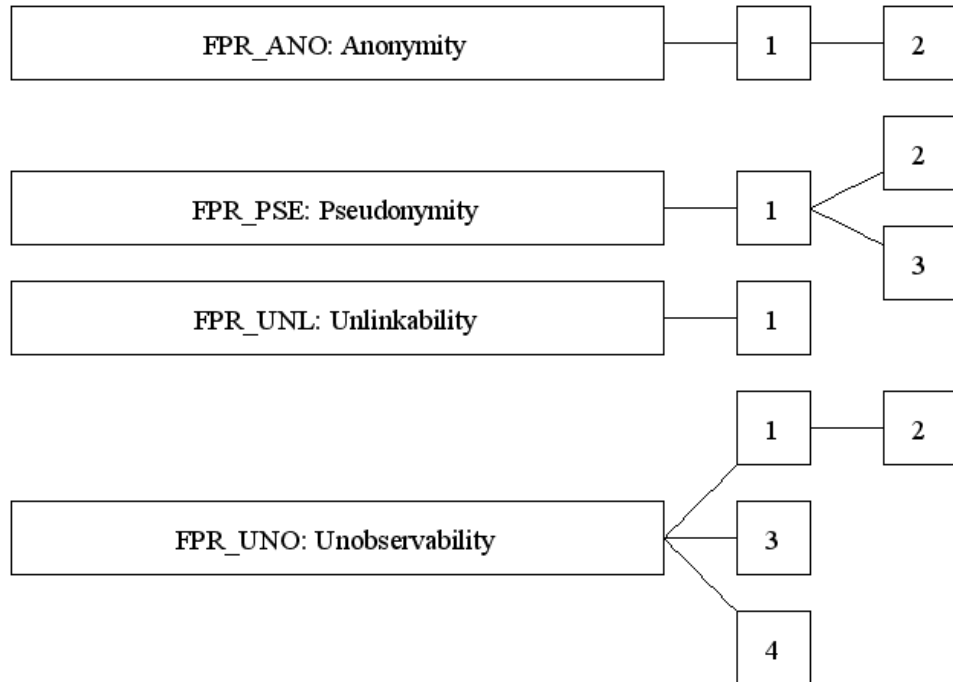 FPR_ANO: Anonymity 1 2
2
FPR_PSE: Pseudonymity 1
3
FPR_UNL: Unlinkability 1
1 2
FPR_UNO: Unobservability 3
4